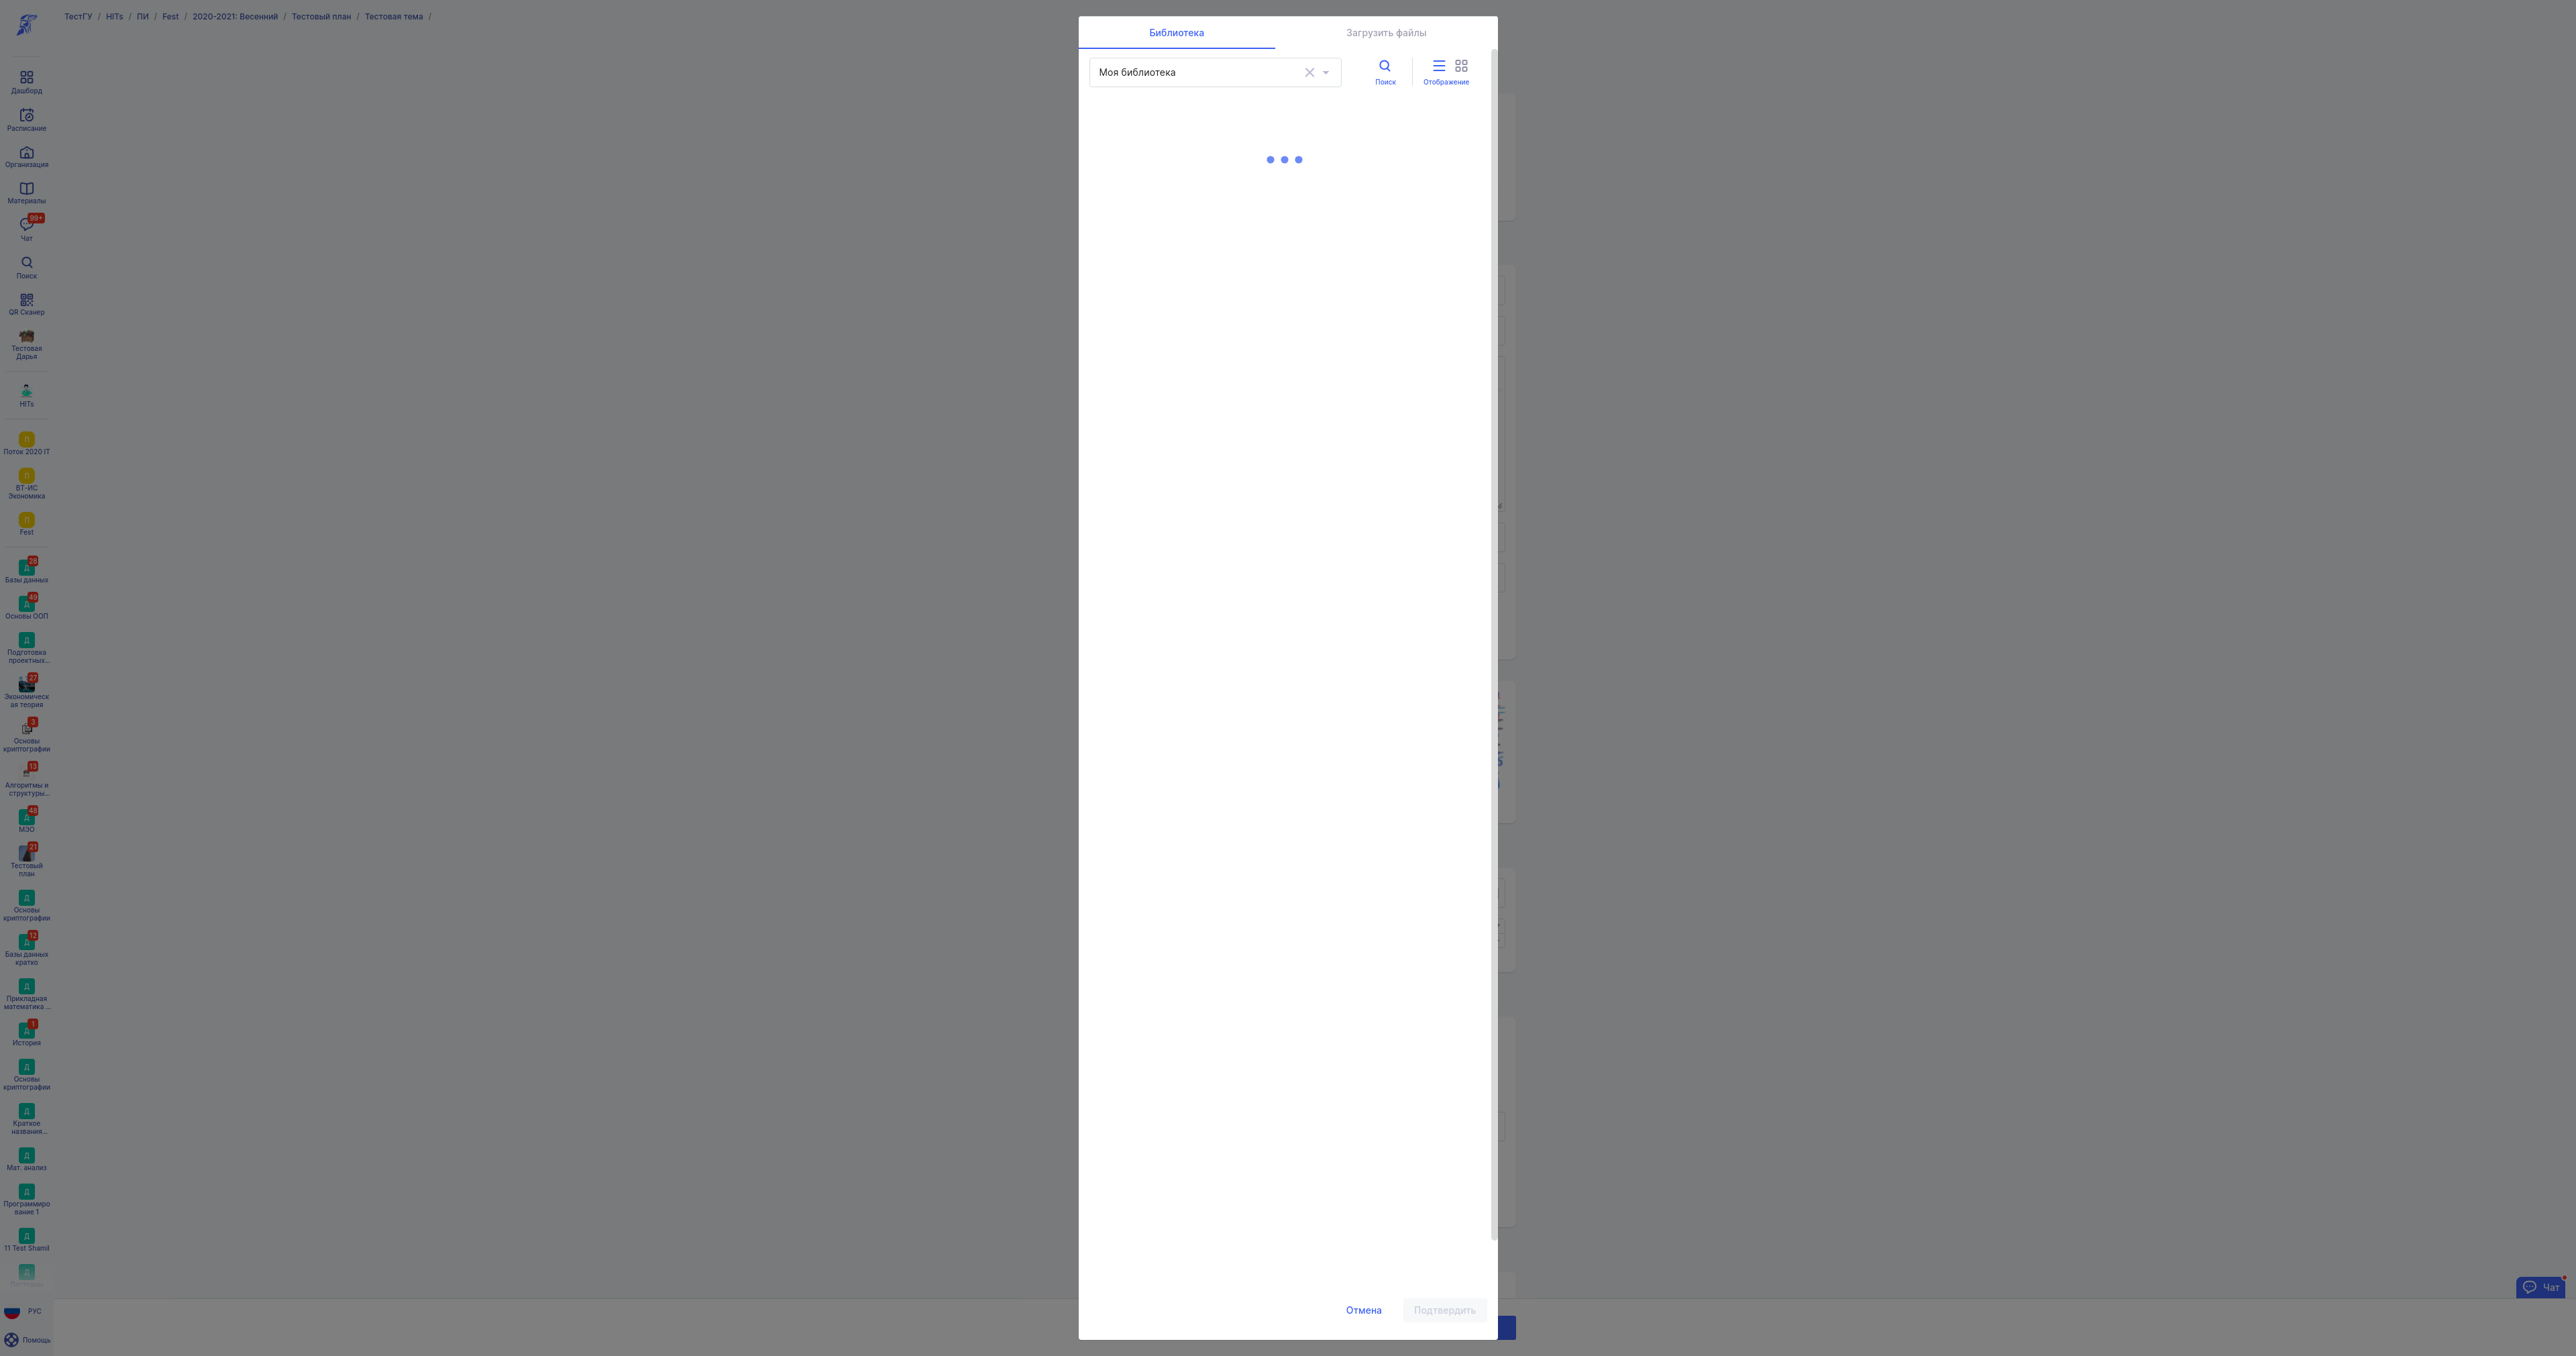 ТестГУ / HITs / ПИ / Fest / 2020-2021: Весенний / Тестовый план / Тестовая тема /
Дашборд
Расписание
Организация
Материалы
99+
Чат
Поиск
QR Сканер
Тестовая
Дарья
HITs
П
Поток 2020 IT
П
ВТ-ИС
Экономика
П
Fest
28
Д
Базы данных
49
Д
Основы ООП
Д
Подготовка
проектных...
27
Экономическ
ая теория
3
Основы
криптографии
13
Алгоритмы и
структуры...
48
Д
МЭО
21
Тестовый
план
Д
Основы
криптографии
12
Д
Базы данных
кратко
Д
Прикладная
математика ...
1
Д
История
Д
Основы
криптографии
Д
Краткое
названия...
Д
Мат. анализ
Д
Программиро
вание 1
Д
11 Test Shamil
Д
РУС
Помощь
Библиотека
Загрузить файлы
Моя библиотека
Поиск
Отображение
Отмена
Подтвердить
Чат